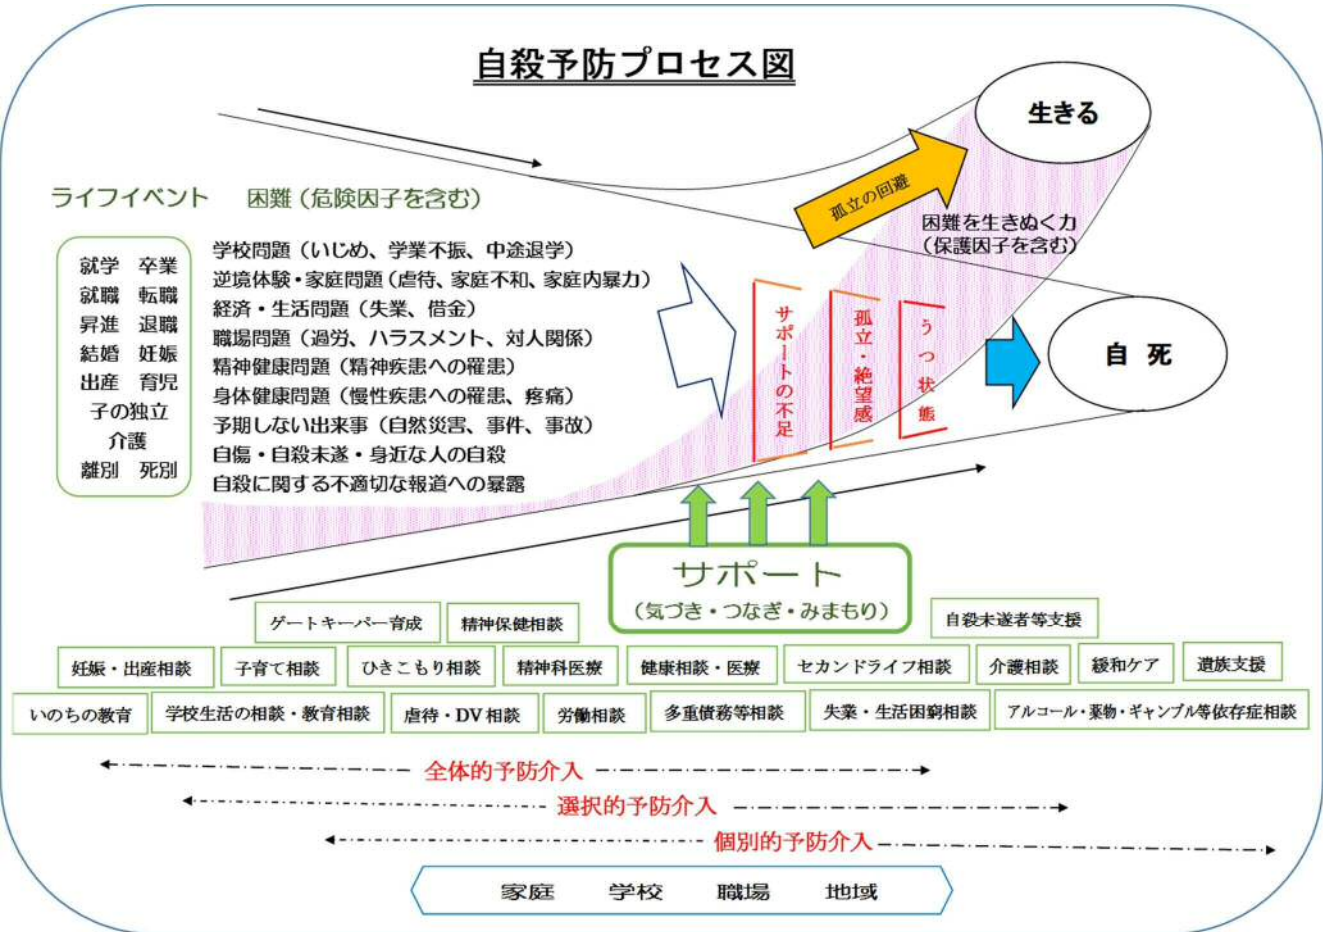 自殺予防プロセス図
生きる
孤立の回避
ライフイベント 困難（危険因子を含む）
困難を生きぬく力
（保護因子を含む）
就学 卒業
就職 転職
昇進 退職
結婚 妊娠
出産 育児
子の独立
介護
離別 死別
学校問題（いじめ、学業不振、中途退学）
逆境体験・家庭問題（虐待、家庭不和、家庭内暴力）
経済・生活問題（失業、借金）
職場問題（過労、ハラスメント、対人関係）
精神健康問題（精神疾患への罹患）
身体健康問題（慢性疾患への罹患、疼痛）
予期しない出来事（自然災害、事件、事故）
自傷・自殺未遂・身近な人の自殺
自殺に関する不適切な報道への暴露
サポートの不足
孤立・絶望感
うつ状態
自 死
サポート
（気づき・つなぎ・みまもり）
ゲートキーパー育成 精神保健相談 自殺未遂者等支援
妊娠・出産相談 子育て相談 ひきこもり相談 精神科医療 健康相談・医療 セカンドライフ相談 介護相談 緩和ケア 遺族支援
いのちの教育 学校生活の相談・教育相談 虐待・DV相談 労働相談 多重債務等相談 失業・生活困窮相談 アルコール・薬物・ギャンブル等依存症相談
全体的予防介入
選択的予防介入
個別的予防介入
家庭 学校 職場 地域